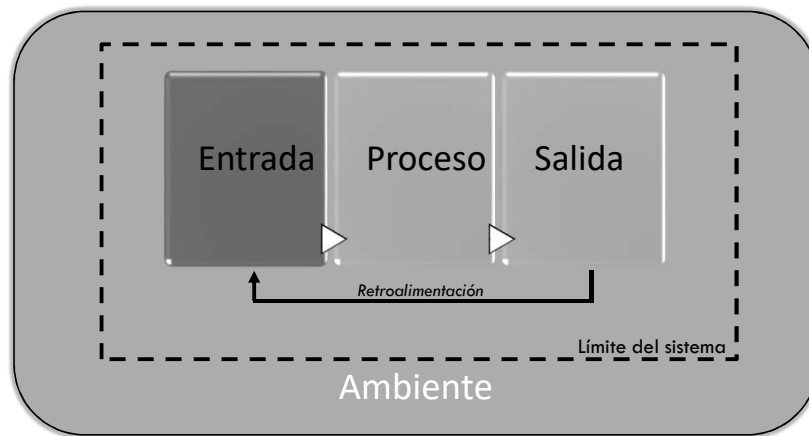 Entrada
Proceso
Salida
Retroalimentación
Límite del sistema
Ambiente